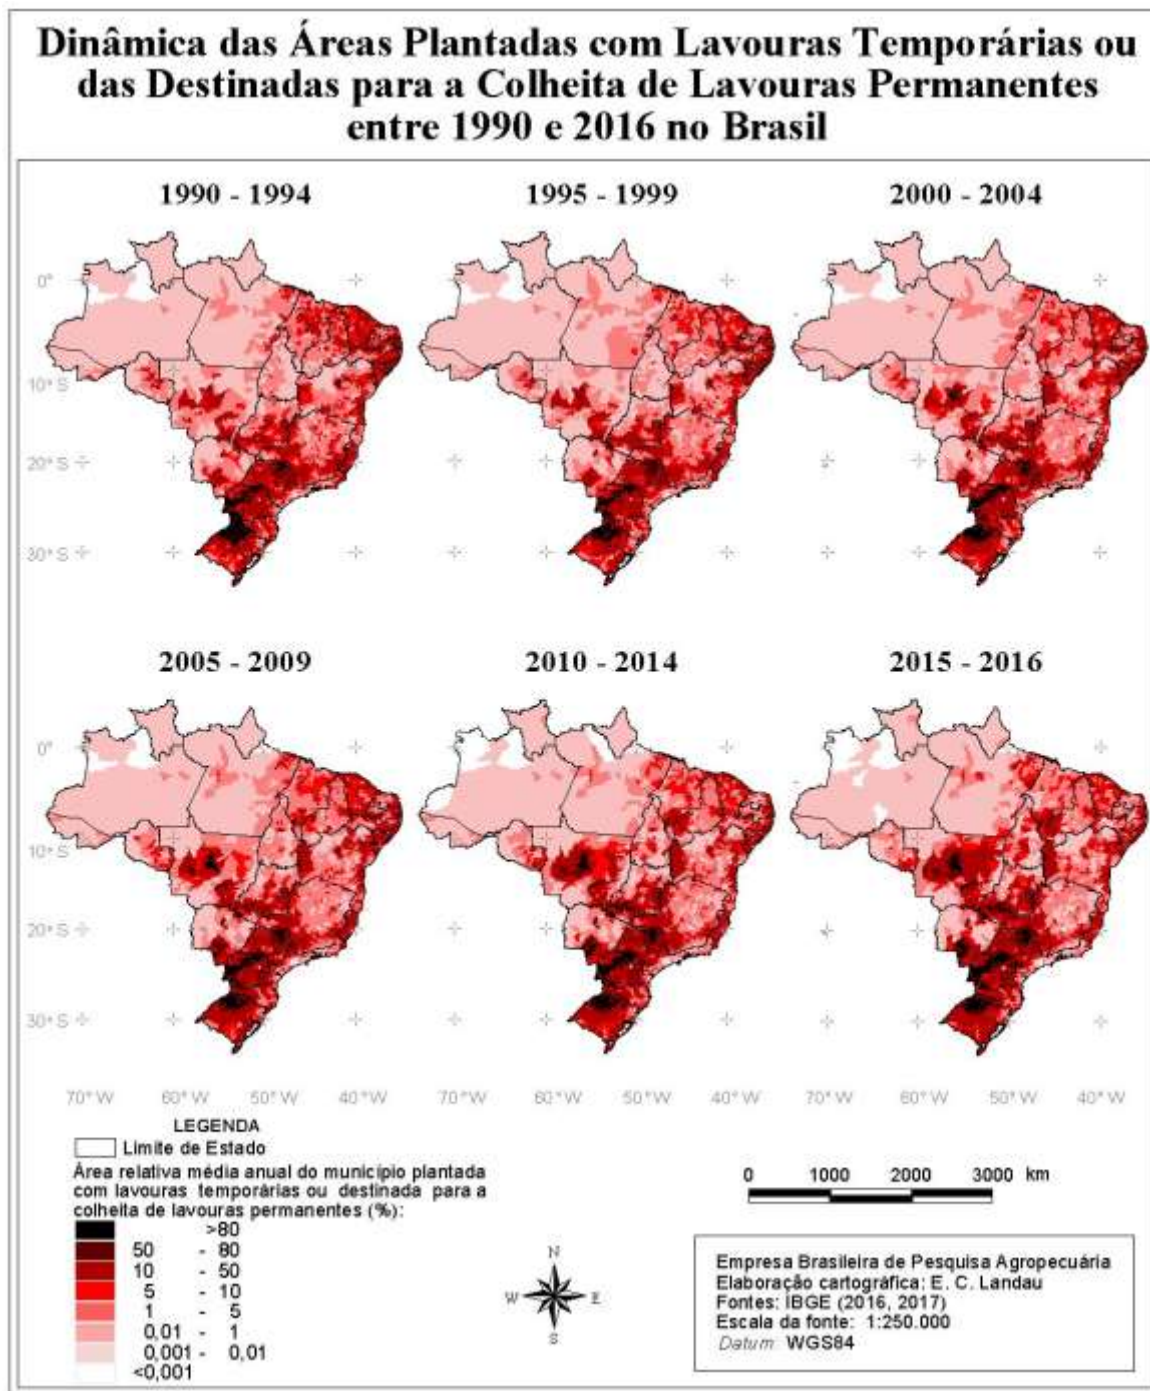 Dinâmica das Áreas Plantadas com Lavouras Temporárias ou
das Destinadas para a Colheita de Lavouras Permanentes
entre 1990 e 2016 no Brasil
1990 - 1994
1995 - 1999
2000 - 2004
0°
10° S
20° S
30° S
2005 - 2009
2010 - 2014
2015 - 2016
0°
10° S
20° S
30° S
70° W 60° W 50° W 40° W 70° W 60° W 50° W 40° W 70° W 60° W 50° W 40° W
LEGENDA
Limite de Estado
Área relativa média anual do município plantada
com lavouras temporárias ou destinada para a
colheita de lavouras permanentes (%):
>80
50 - 80
10 - 50
5 - 10
1 - 5
0,01 - 1
0,001 - 0,01
<0,001
0 1000 2000 3000 km
N
W E
S
Empresa Brasileira de Pesquisa Agropecuária
Elaboração cartográfica: E. C. Landau
Fontes: IBGE (2016, 2017)
Escala da fonte: 1:250.000
Datum: WGS84